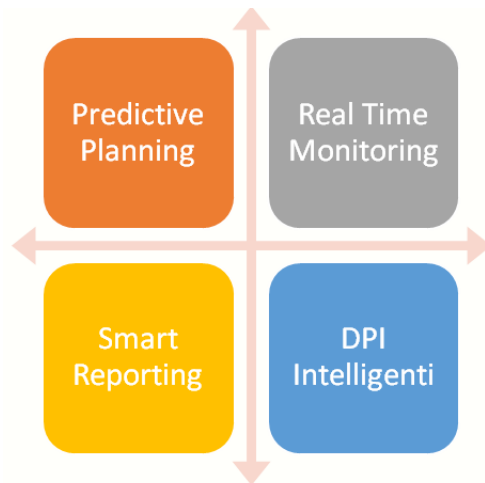 Predictive
Planning
Real Time
Monitoring
Smart
Reporting
DPI
Intelligenti